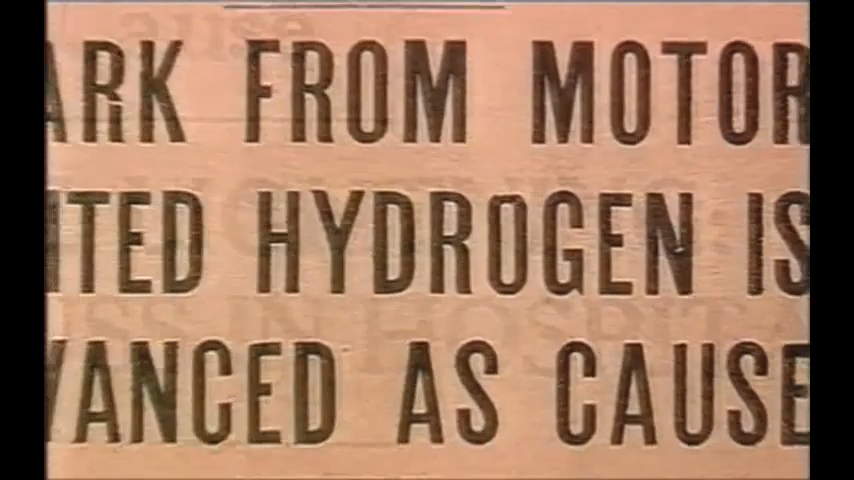 ARK FROM MOTOR
ITED HYDROGEN IS
VANCED AS CAUSE